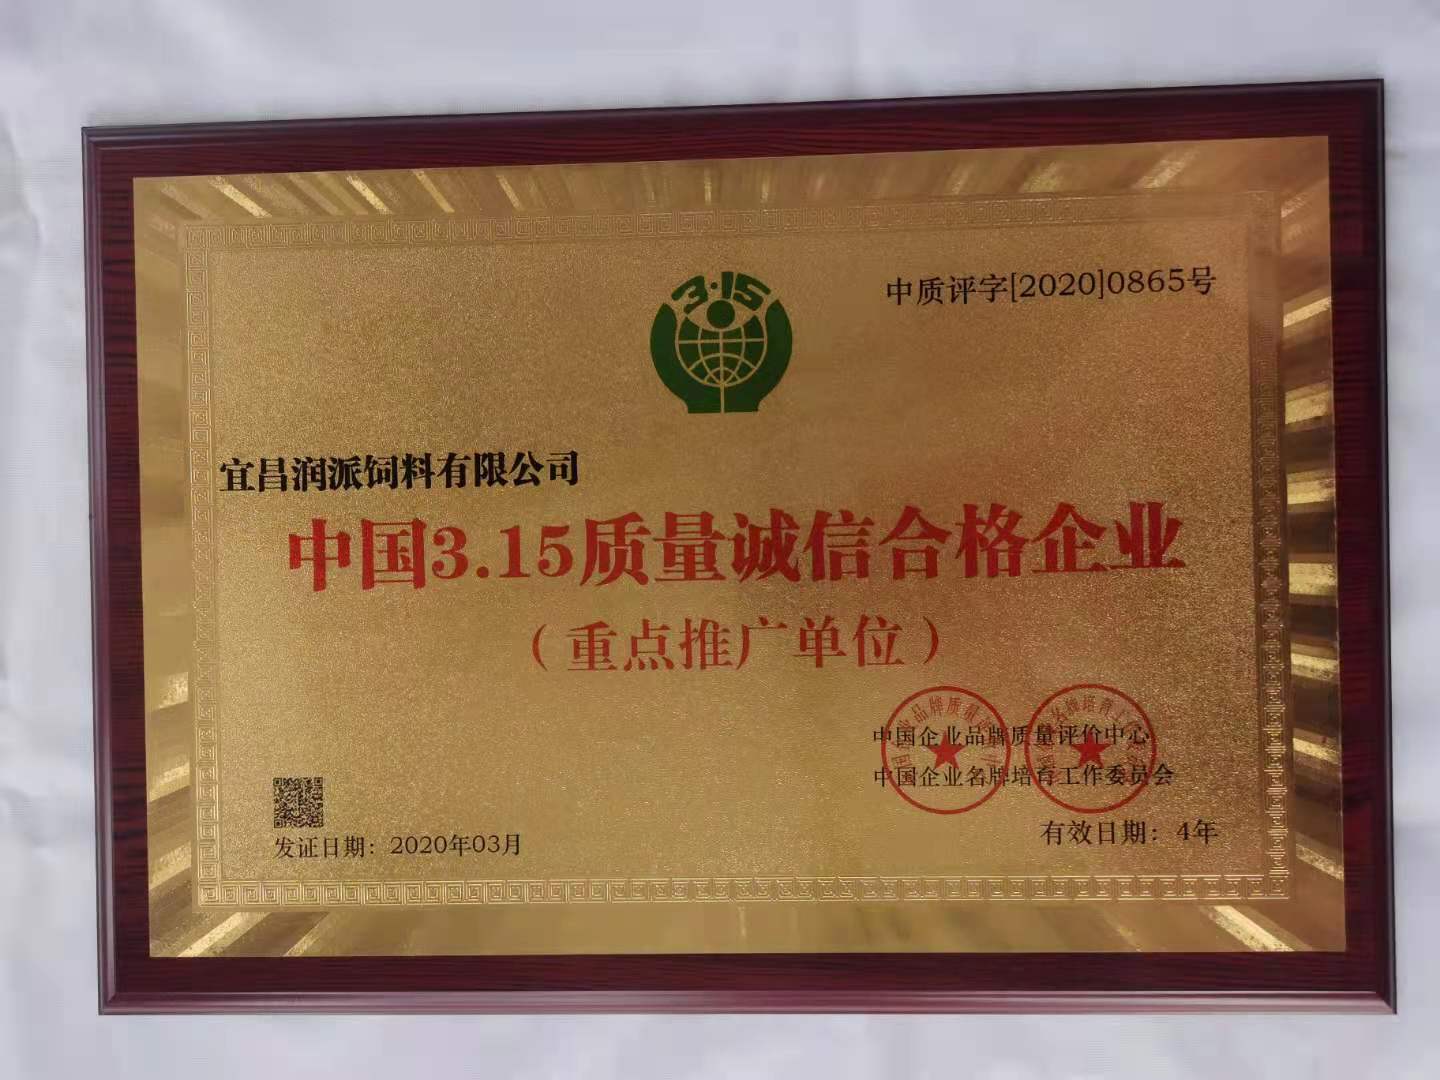 3·15
中质评字[2020]0865号
宜昌润派饲料有限公司
中国3.15质量诚信合格企业
（重点推广单位）
中国企业品牌质量评价中心
中国企业名牌培育工作委员会
发证日期：2020年03月
有效日期：4年